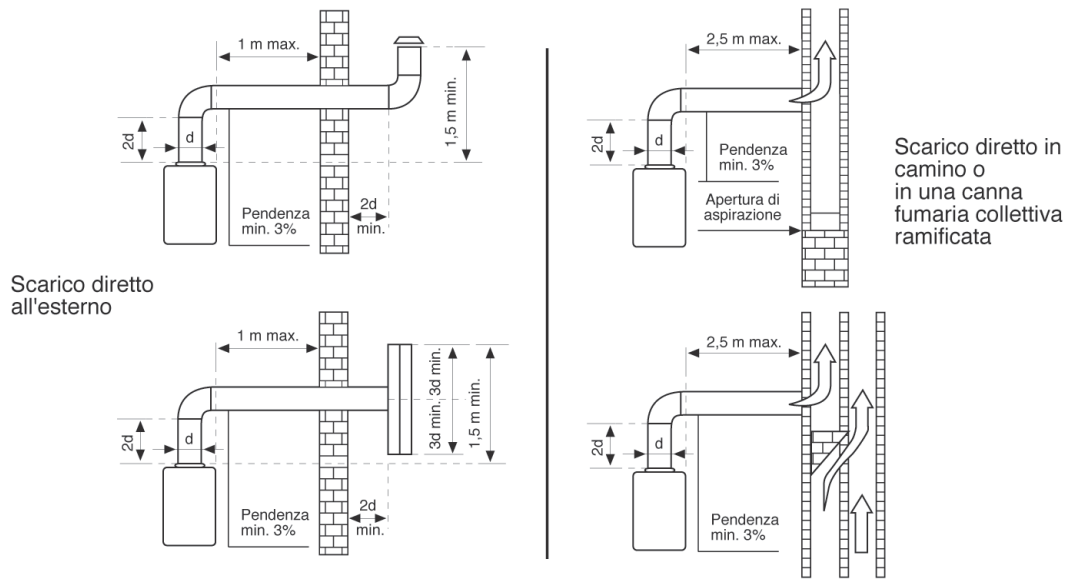 Scarico diretto
all'esterno
1 m max.
2d
d
1,5 m min.
Pendenza
min. 3%
2d
min.
1 m max.
2d
d
3d min. 3d min.
1,5 m min.
Pendenza
min. 3%
2d
min.
2,5 m max.
2d
d
Pendenza
min. 3%
Apertura di
aspirazione
Scarico diretto in
camino o
in una canna
fumaria collettiva
ramificata
2,5 m max.
2d
d
Pendenza
min. 3%